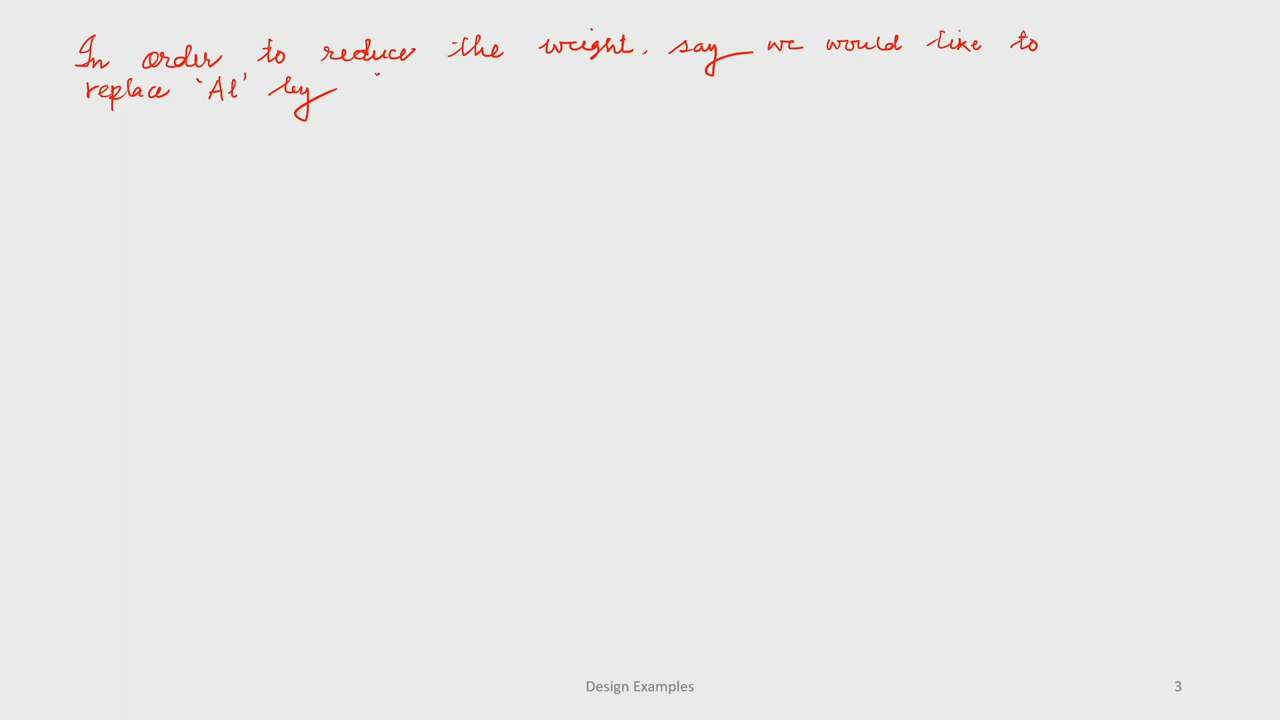 In order to reduce the weight, say we would like to
replace 'Al' by "
Design Examples
3